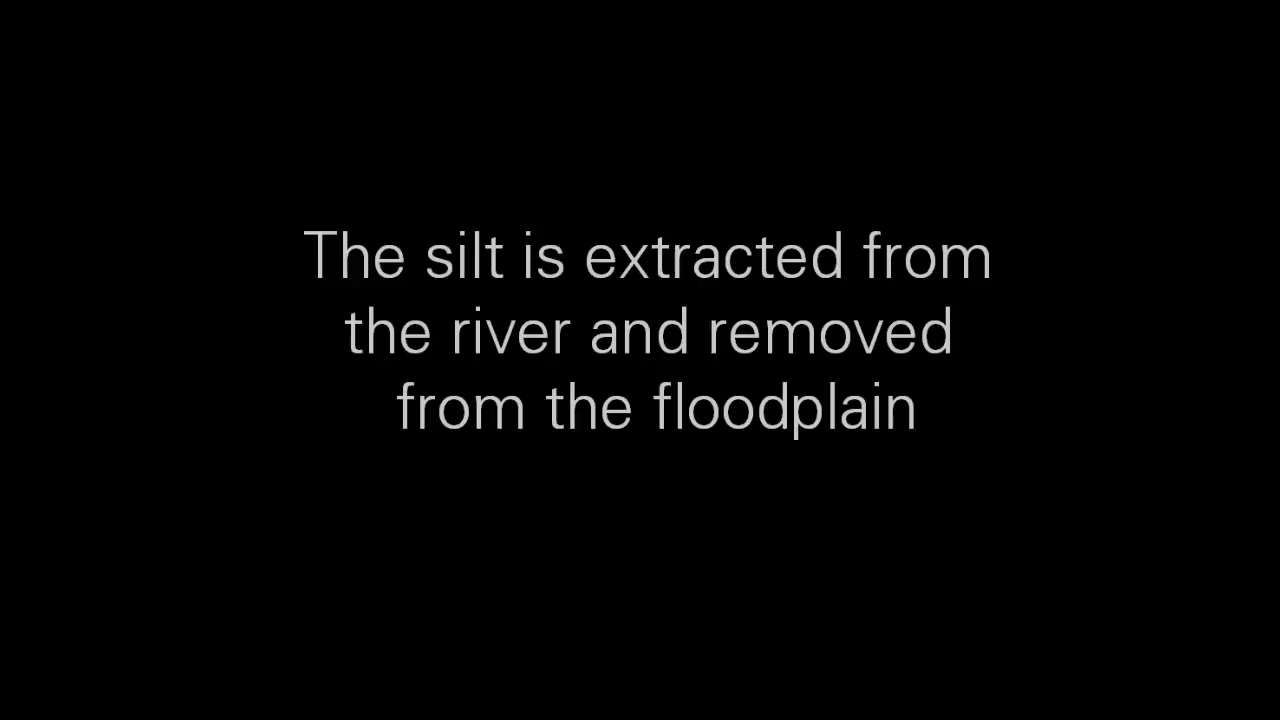 The silt is extracted from
the river and removed
from the floodplain